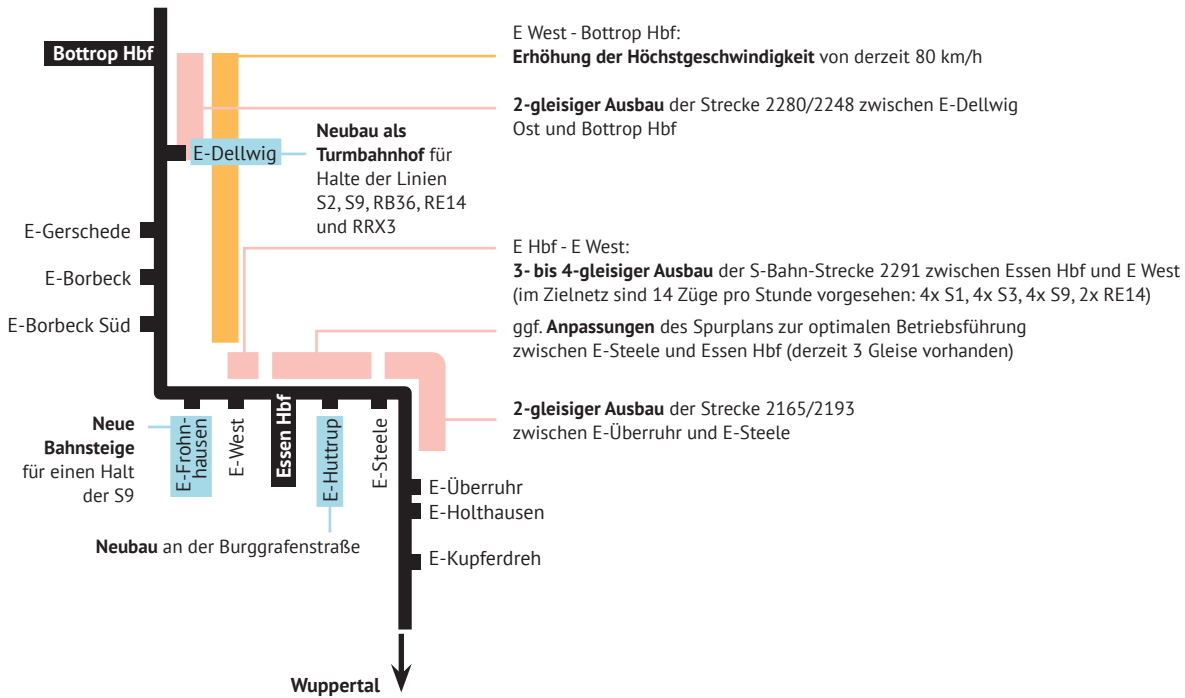 Bottrop Hbf
E West - Bottrop Hbf:
Erhöhung der Höchstgeschwindigkeit von derzeit 80 km/h
2-gleisiger Ausbau der Strecke 2280/2248 zwischen E-Dellwig
Ost und Bottrop Hbf
E-Dellwig
Neubau als
Turmbahnhof für
Halte der Linien
S2, S9, RB36, RE14
und RRX3
E-Gerschede
E-Borbeck
E-Borbeck Süd
E Hbf - E West:
3- bis 4-gleisiger Ausbau der S-Bahn-Strecke 2291 zwischen Essen Hbf und E West
(im Zielnetz sind 14 Züge pro Stunde vorgesehen: 4x S1, 4x S3, 4x S9, 2x RE14)
ggf. Anpassungen des Spurplans zur optimalen Betriebsführung
zwischen E-Steele und Essen Hbf (derzeit 3 Gleise vorhanden)
2-gleisiger Ausbau der Strecke 2165/2193
zwischen E-Überruhr und E-Steele
Neue
Bahnsteige
für einen Halt
der S9
E-Frohn-
hausen
E-West
Essen Hbf
E-Huttrup
E-Steele
E-Überruhr
E-Holthausen
Neubau an der Burggrafenstraße
E-Kupferdreh
Wuppertal